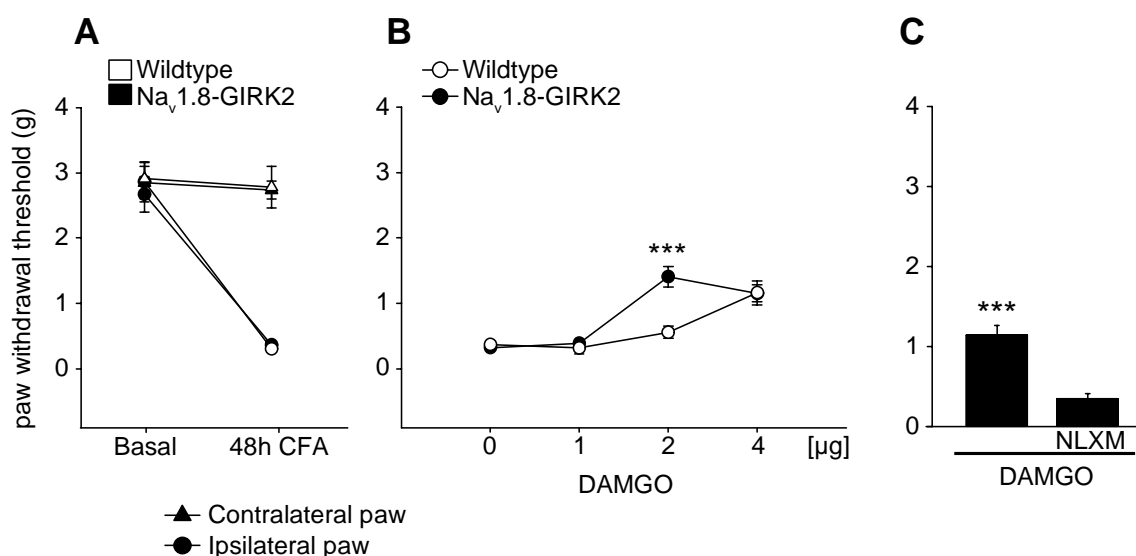 A
Wildtype
Nav1.8-GIRK2
paw withdrawal threshold (g)
4
3
2
1
0
Basal 48h CFA
Contralateral paw
Ipsilateral paw
B
Wildtype
Nav1.8-GIRK2
4
3
2
1
0
***
0 1 2 4 [µg]
DAMGO
C
4
3
2
1
0
***
NLXM
DAMGO